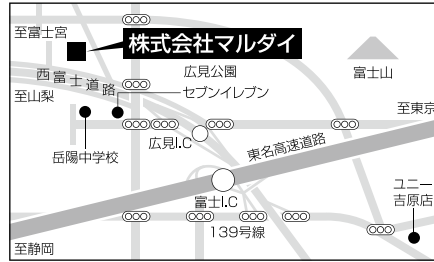 至富士宮
株式会社マルダイ
西富士道路
広見公園
富士山
至山梨
セブンイレブン
至東京
岳陽中学校
広見I.C
東名高速道路
富士I.C
ユニー
吉原店
139号線
至静岡